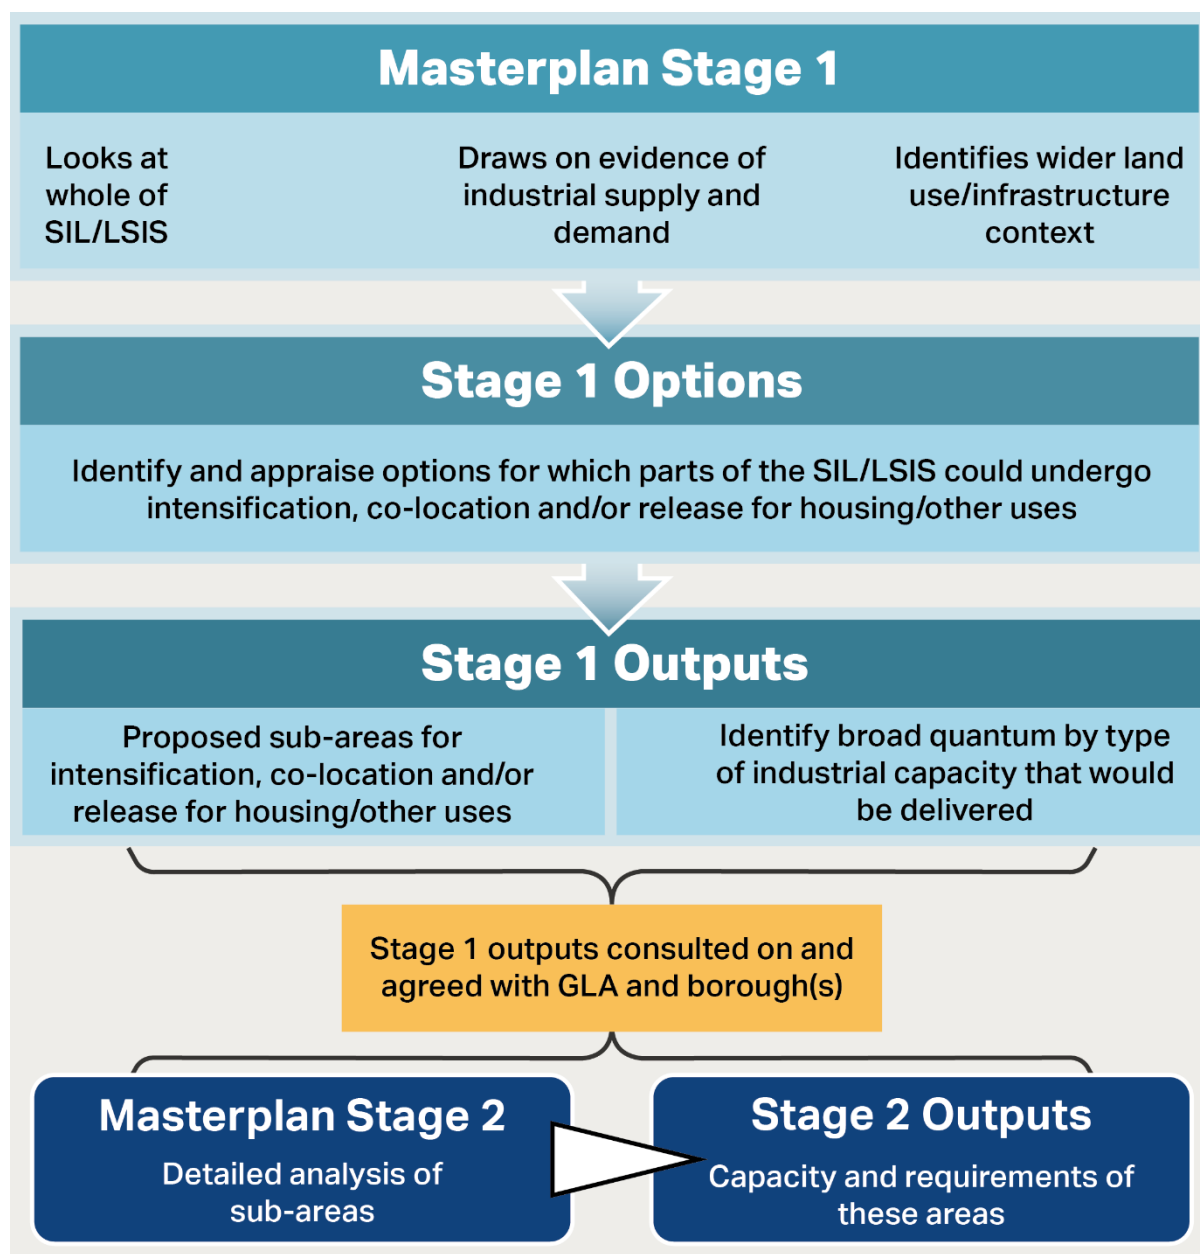 Masterplan Stage 1
Looks at
whole of
SIL/LSIS
Draws on evidence of
industrial supply and
demand
Identifies wider land
use/infrastructure
context
Stage 1 Options
Identify and appraise options for which parts of the SIL/LSIS could undergo
intensification, co-location and/or release for housing/other uses
Stage 1 Outputs
Proposed sub-areas for
intensification, co-location and/or
release for housing/other uses
Identify broad quantum by type
of industrial capacity that would
be delivered
Stage 1 outputs consulted on and
agreed with GLA and borough(s)
Masterplan Stage 2
Detailed analysis of
sub-areas
Stage 2 Outputs
Capacity and requirements of
these areas